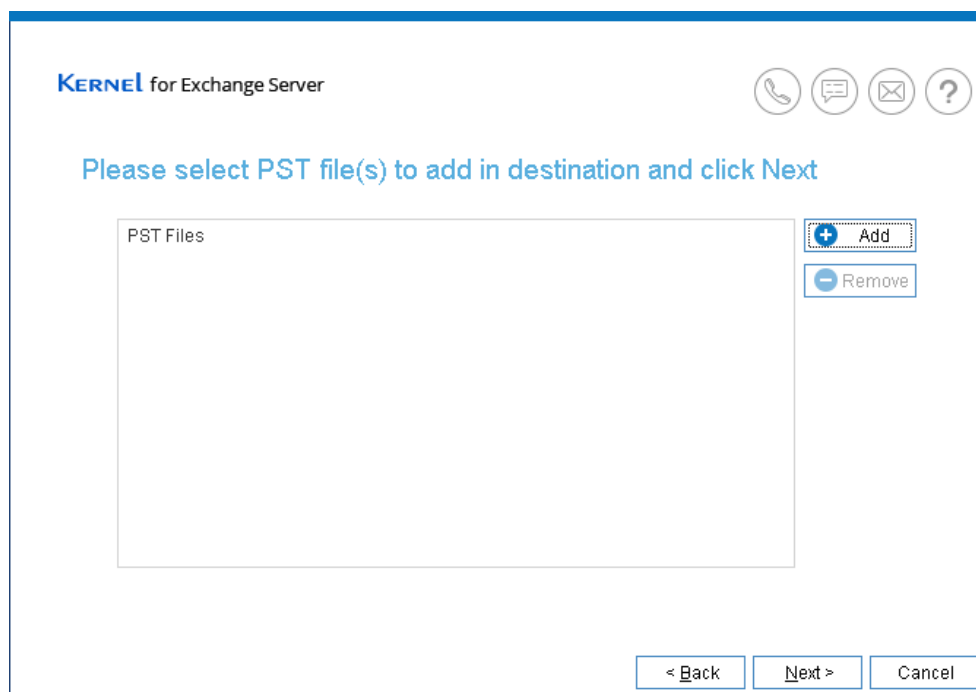 KERNEL for Exchange Server
?
Please select PST file(s) to add in destination and click Next
PST Files
Add
Remove
< Back
Next >
Cancel